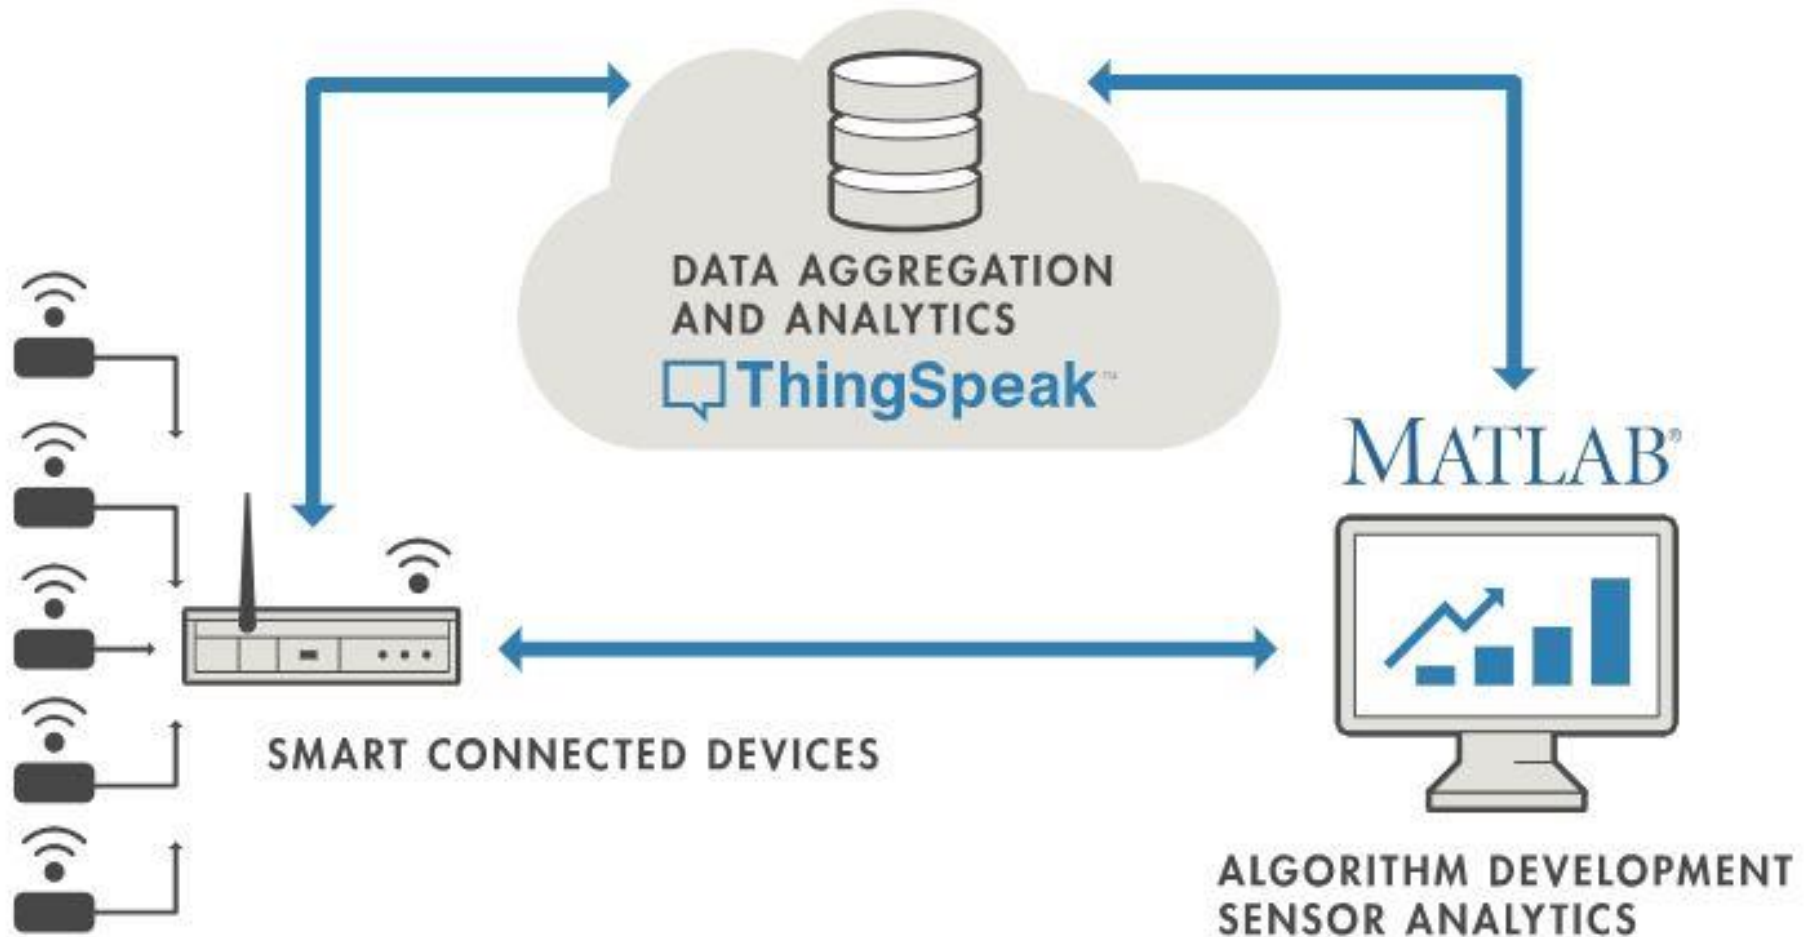 DATA AGGREGATION
AND ANALYTICS
ThingSpeak™
MATLAB®
SMART CONNECTED DEVICES
ALGORITHM DEVELOPMENT
SENSOR ANALYTICS